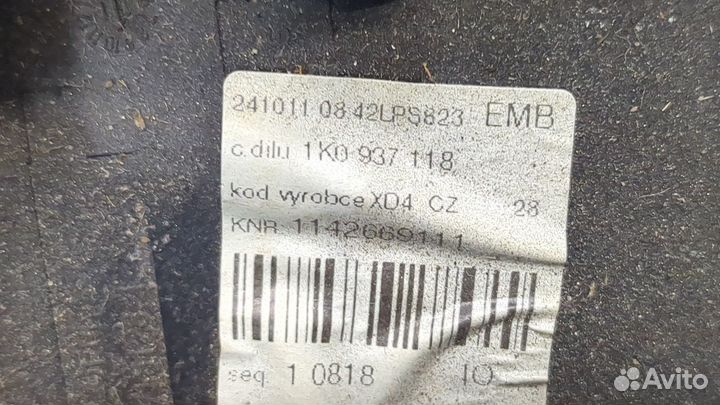 241011 08 42LPS823 EMB
c.dilu 1K0 937 118
kod vyrobce XD4 CZ 28
KNR 1142669111
seq. 1 0818 IO
Avito